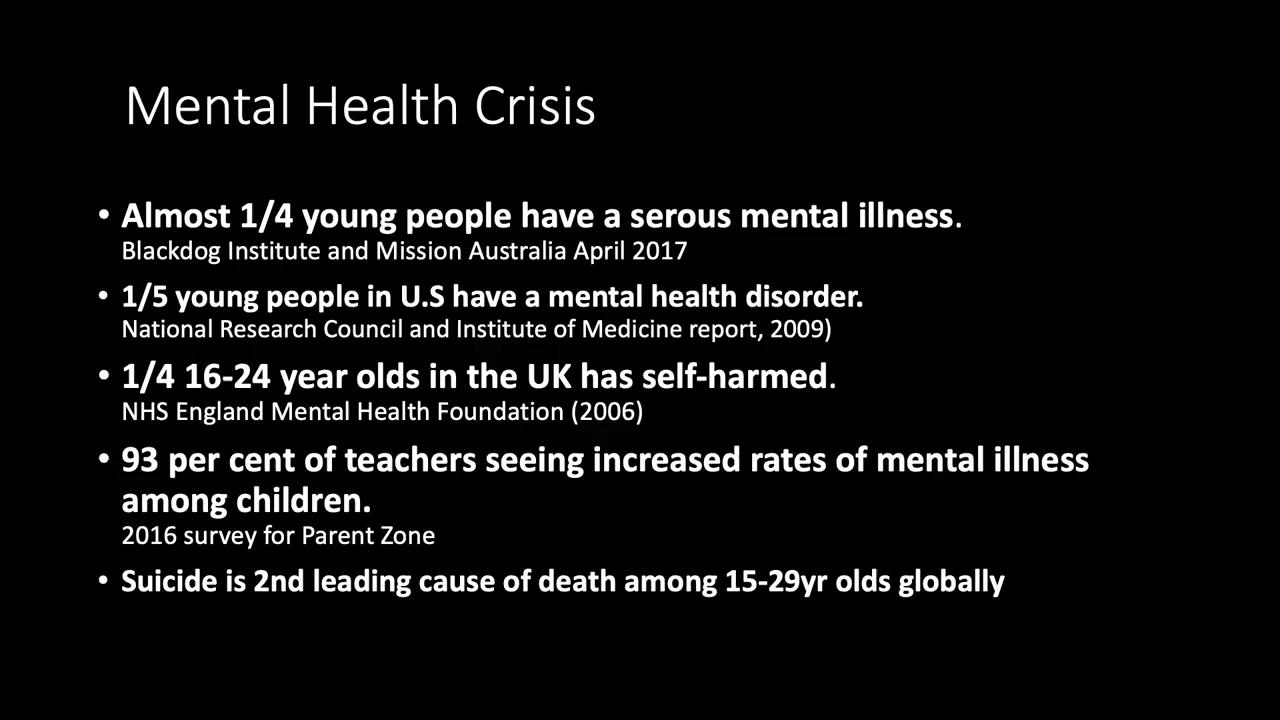 Mental Health Crisis
• Almost 1/4 young people have a serous mental illness.
Blackdog Institute and Mission Australia April 2017
• 1/5 young people in U.S have a mental health disorder.
National Research Council and Institute of Medicine report, 2009)
• 1/4 16-24 year olds in the UK has self-harmed.
NHS England Mental Health Foundation (2006)
• 93 per cent of teachers seeing increased rates of mental illness
among children.
2016 survey for Parent Zone
• Suicide is 2nd leading cause of death among 15-29yr olds globally